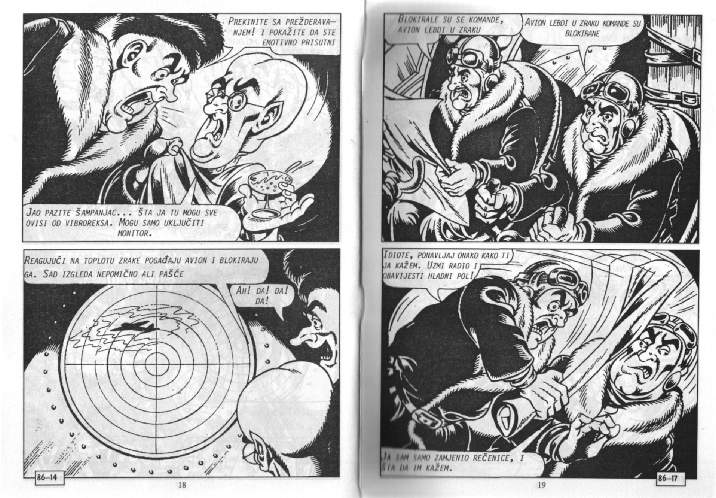 PREKINITE SA PREŽDERAVA-
NJEM! I POKAŽITE DA STE
EMOTIVNO PRISUTNI
JAO PAZITE ŠAMPANJAC... ŠTA JA TU MOGU SVE
OVISI OD VIBROREKSA. MOGU SAMO UKLJUČITI
MONITOR.
REAGUJUĆI NA TOPLOTU ZRAKE POGAĐAJU AVION I BLOKIRAJU
GA. SAD IZGLEDA NEPOMIČNO ALI PAŠĆE
AH! DA! DA!
DA!
86-14
18
BLOKIRALE SU SE KOMANDE,
AVION LEBDI U ZRAKU
AVION LEBDI U ZRAKU KOMANDE SU
BLOKIRANE
IDIOTE, PONAVLJAJ ONAKO KAKO TI
JA KAŽEM. UZMI RADIO I
OBAVIJESTI HLADNI POL!
JA SAM SAMO ZAMJENIO REČENICE, I
ŠTA DA IM KAŽEM.
86-17
19